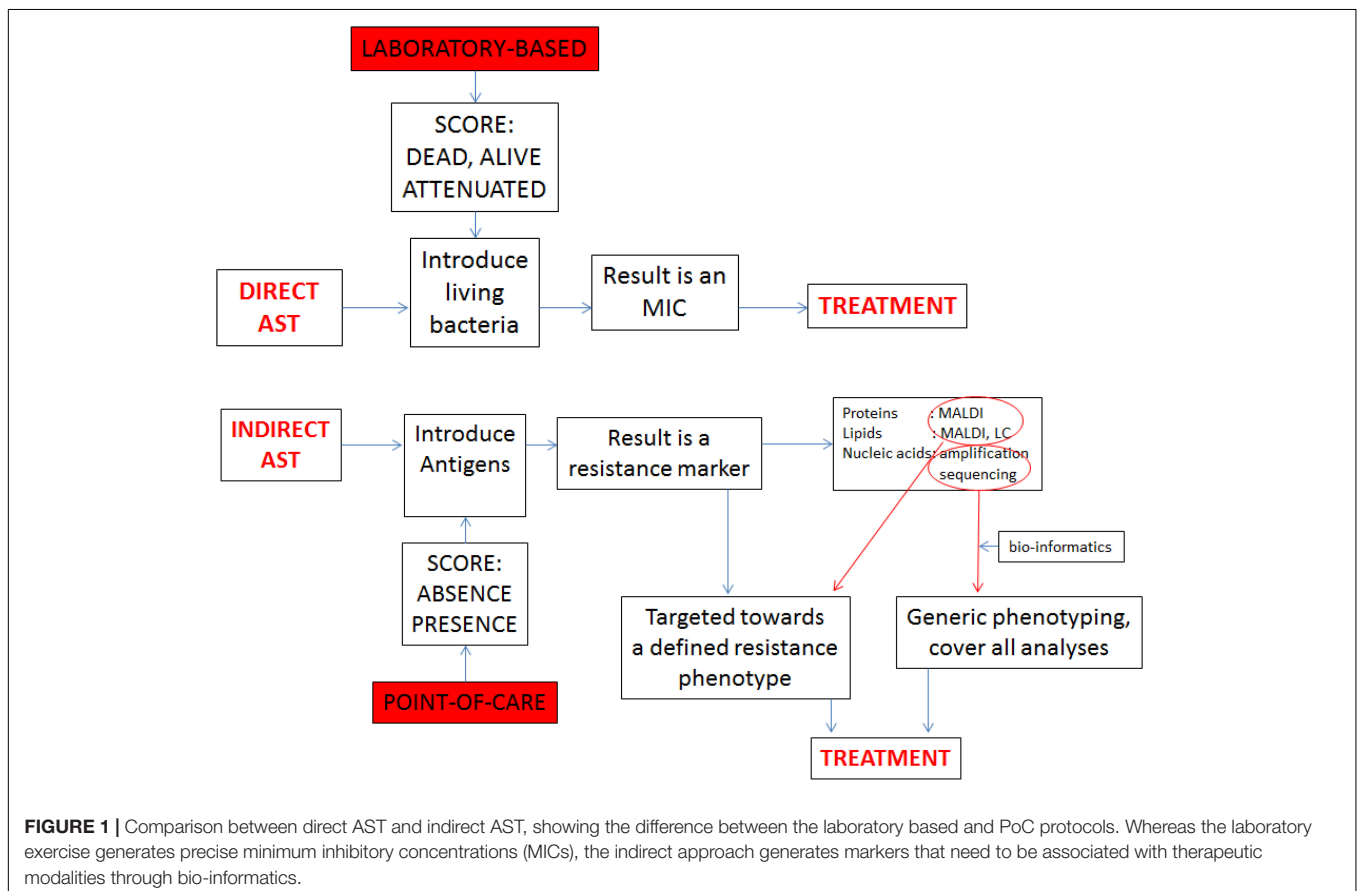 LABORATORY-BASED
SCORE:
DEAD, ALIVE
ATTENUATED
DIRECT
AST
Introduce
living
bacteria
Result is an
MIC
TREATMENT
INDIRECT
AST
Introduce
Antigens
Result is a
resistance marker
Proteins : MALDI
Lipids : MALDI, LC
Nucleic acids: amplification
sequencing
bio-informatics
SCORE:
ABSENCE
PRESENCE
Targeted towards
a defined resistance
phenotype
Generic phenotyping,
cover all analyses
POINT-OF-CARE
TREATMENT
FIGURE 1 | Comparison between direct AST and indirect AST, showing the difference between the laboratory based and PoC protocols. Whereas the laboratory
exercise generates precise minimum inhibitory concentrations (MICs), the indirect approach generates markers that need to be associated with therapeutic
modalities through bio-informatics.